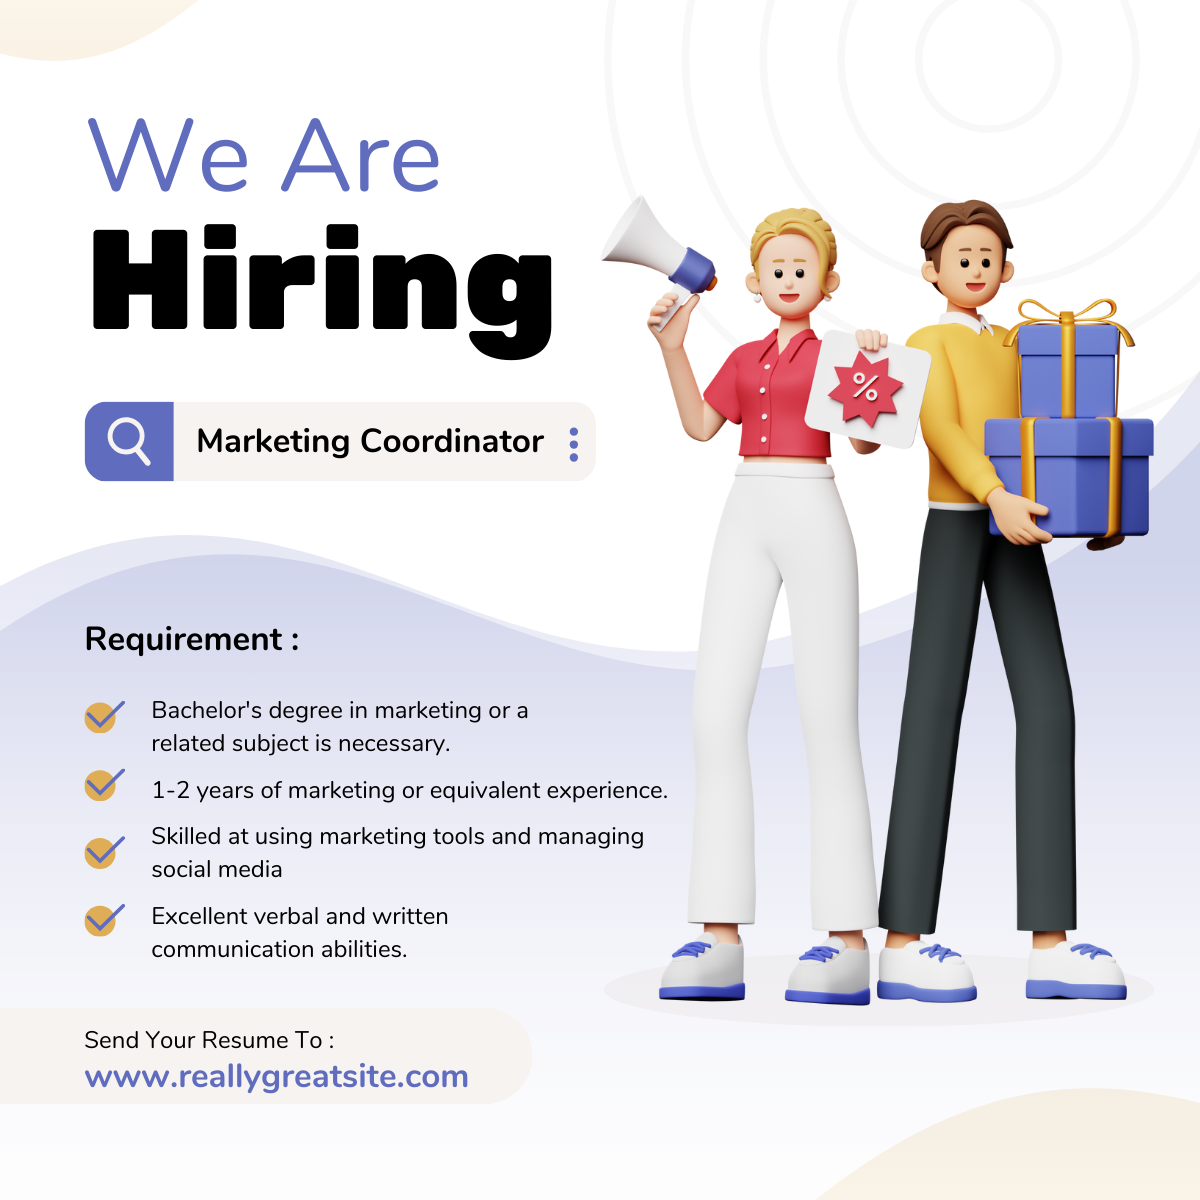 We Are
Hiring
Marketing Coordinator
%
Requirement :
Bachelor's degree in marketing or a
related subject is necessary.
1-2 years of marketing or equivalent experience.
Skilled at using marketing tools and managing
social media
Excellent verbal and written
communication abilities.
Send Your Resume To :
www.reallygreatsite.com